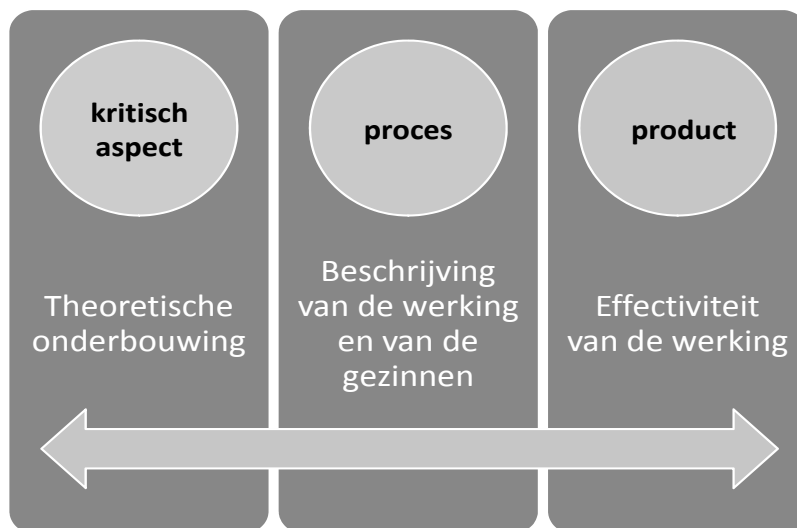 kritisch
aspect
Theoretische
onderbouwing
proces
Beschrijving
van de werking
en van de
gezinnen
product
Effectiviteit
van de werking